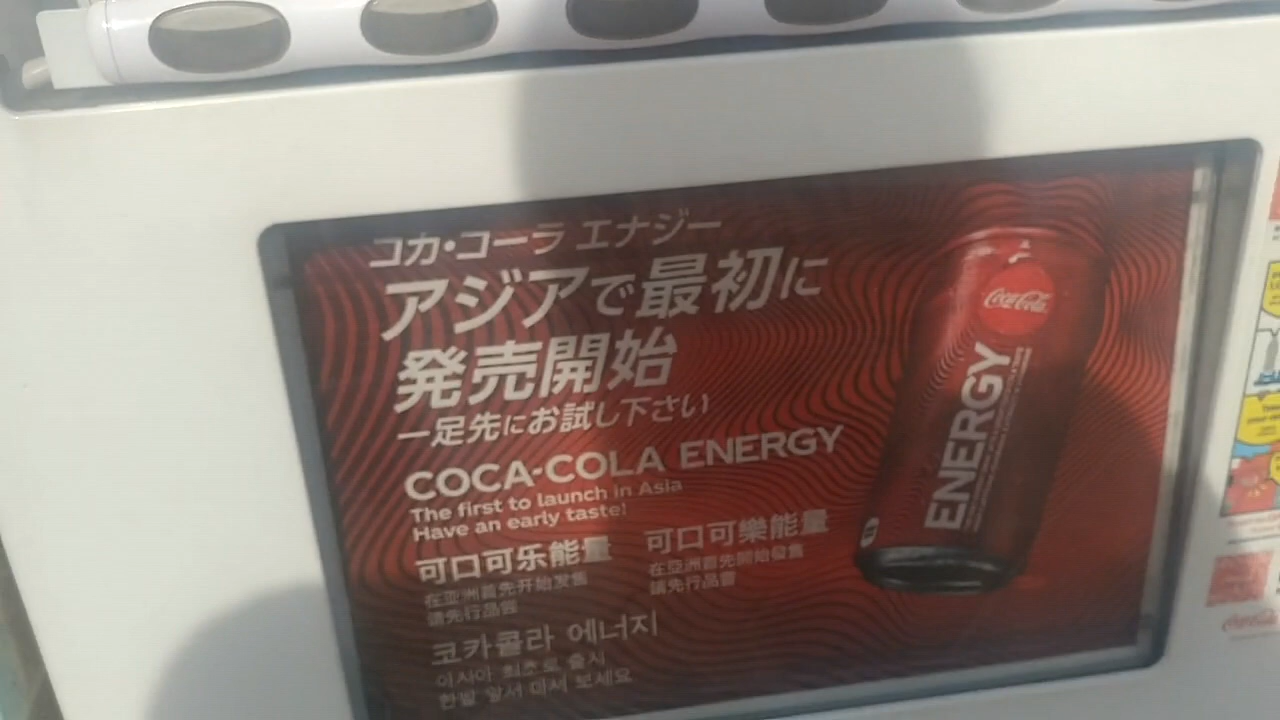 コカ・コーラ エナジー
アジアで最初に
発売開始
一足先にお試し下さい
COCA-COLA ENERGY
The first to launch in Asia
Have an early taste!
可口可乐能量
在亚洲首先开始发售
請先行品尝
可口可樂能量
在亞洲首先開始發售
請先行品嘗
코카콜라 에너지
아시아 최초로 출시
한발 앞서 마셔 보세요
Coca-Cola
ENERGY